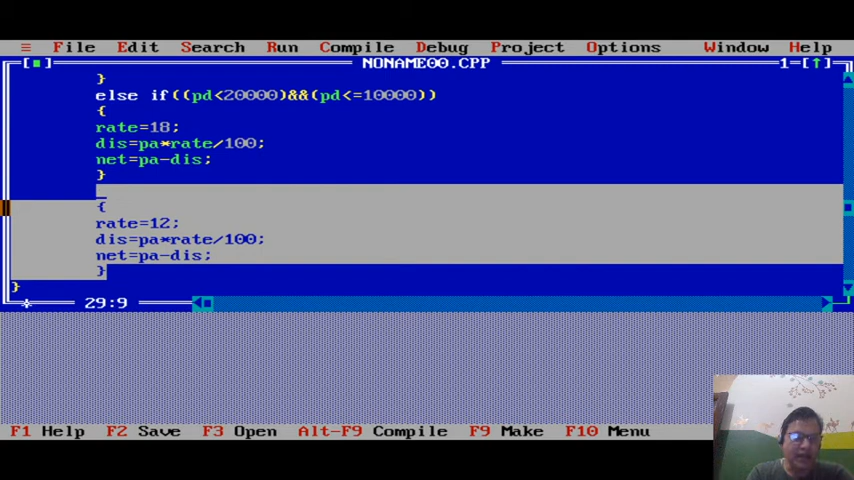 ≡ File Edit Search Run Compile Debug Project Options Window Help
[■] NONAME00.CPP 1=[↑]
}
else if((pd<20000)&&(pd<=10000))
{
rate=18;
dis=pa*rate/100;
net=pa-dis;
}
_
{
rate=12;
dis=pa*rate/100;
net=pa-dis;
}
}
* 29:9
F1 Help F2 Save F3 Open Alt-F9 Compile F9 Make F10 Menu